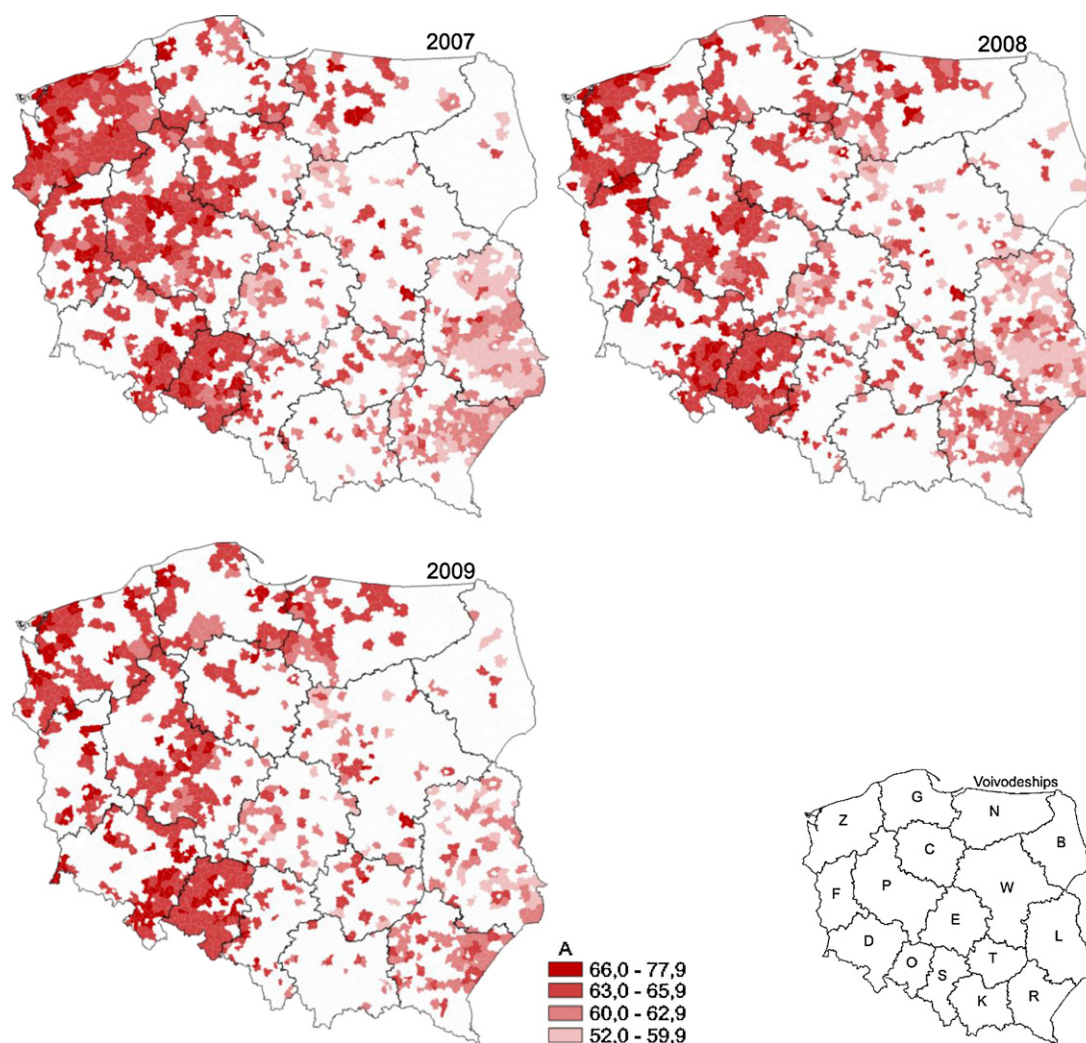 2007
2008
2009
Voivodeships
G
N
Z
B
C
W
F
P
E
L
D
O
S
T
K
R
A
66,0 - 77,9
63,0 - 65,9
60,0 - 62,9
52,0 - 59,9